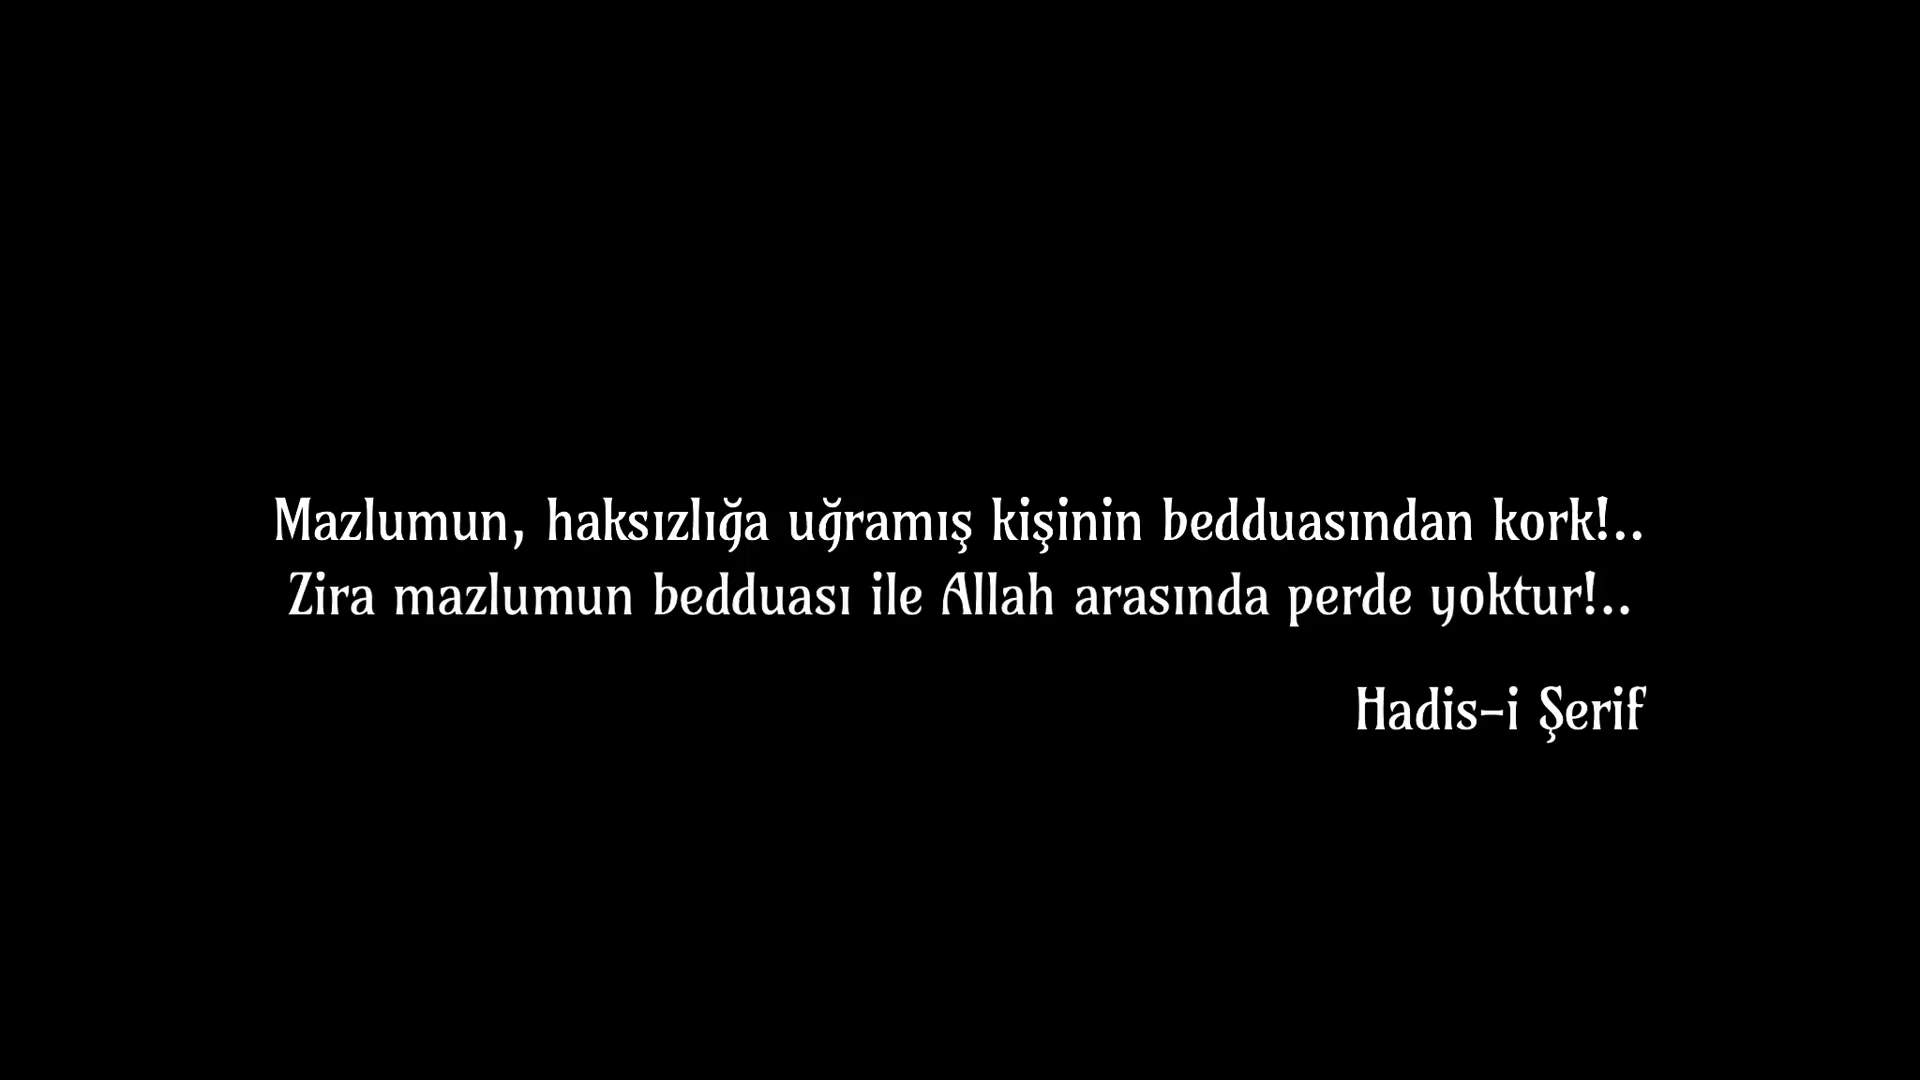 Mazlumun, haksızlığa uğramış kişinin bedduasından kork!..
Zira mazlumun bedduası ile Allah arasında perde yoktur!..
Hadis-i Şerif